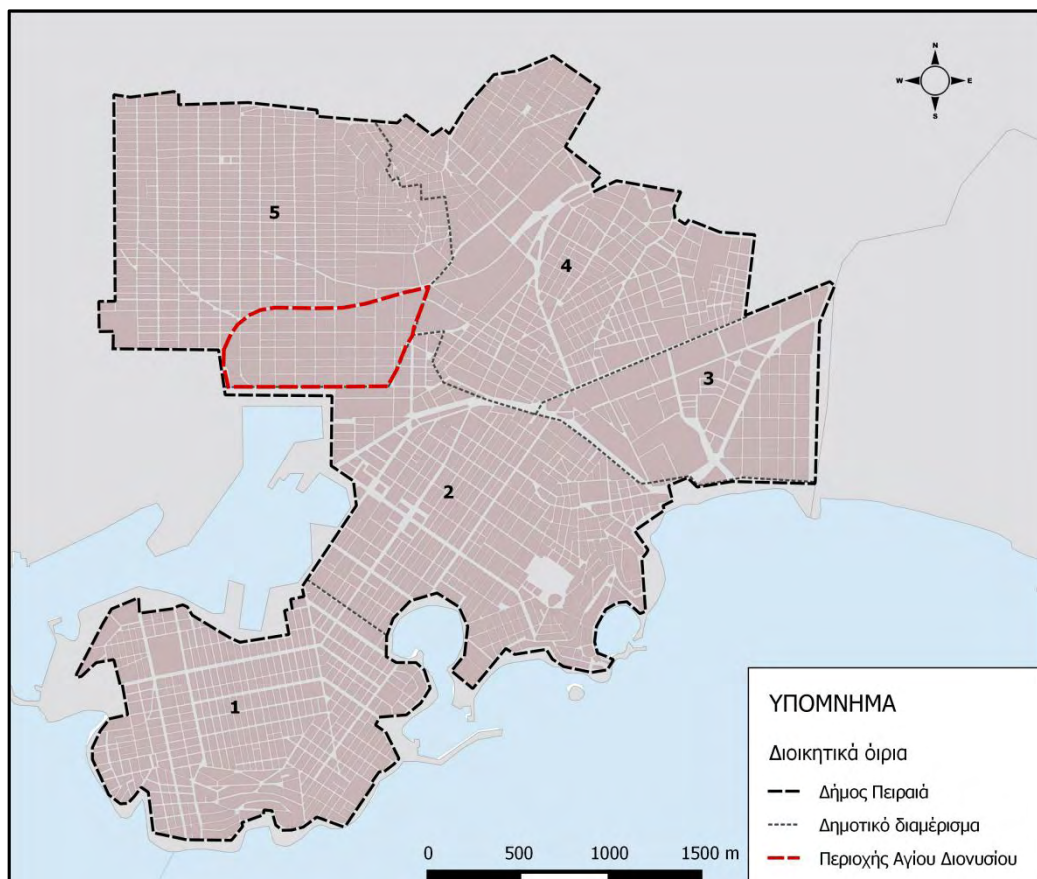 N
W E
S
5
4
3
2
1
ΥΠΟΜΝΗΜΑ
Διοικητικά όιρια
Δήμος Πειραιά
Δημοτικό διαμέρισμα
Περιοχής Αγίου Διονυσίου
0 500 1000 1500 m